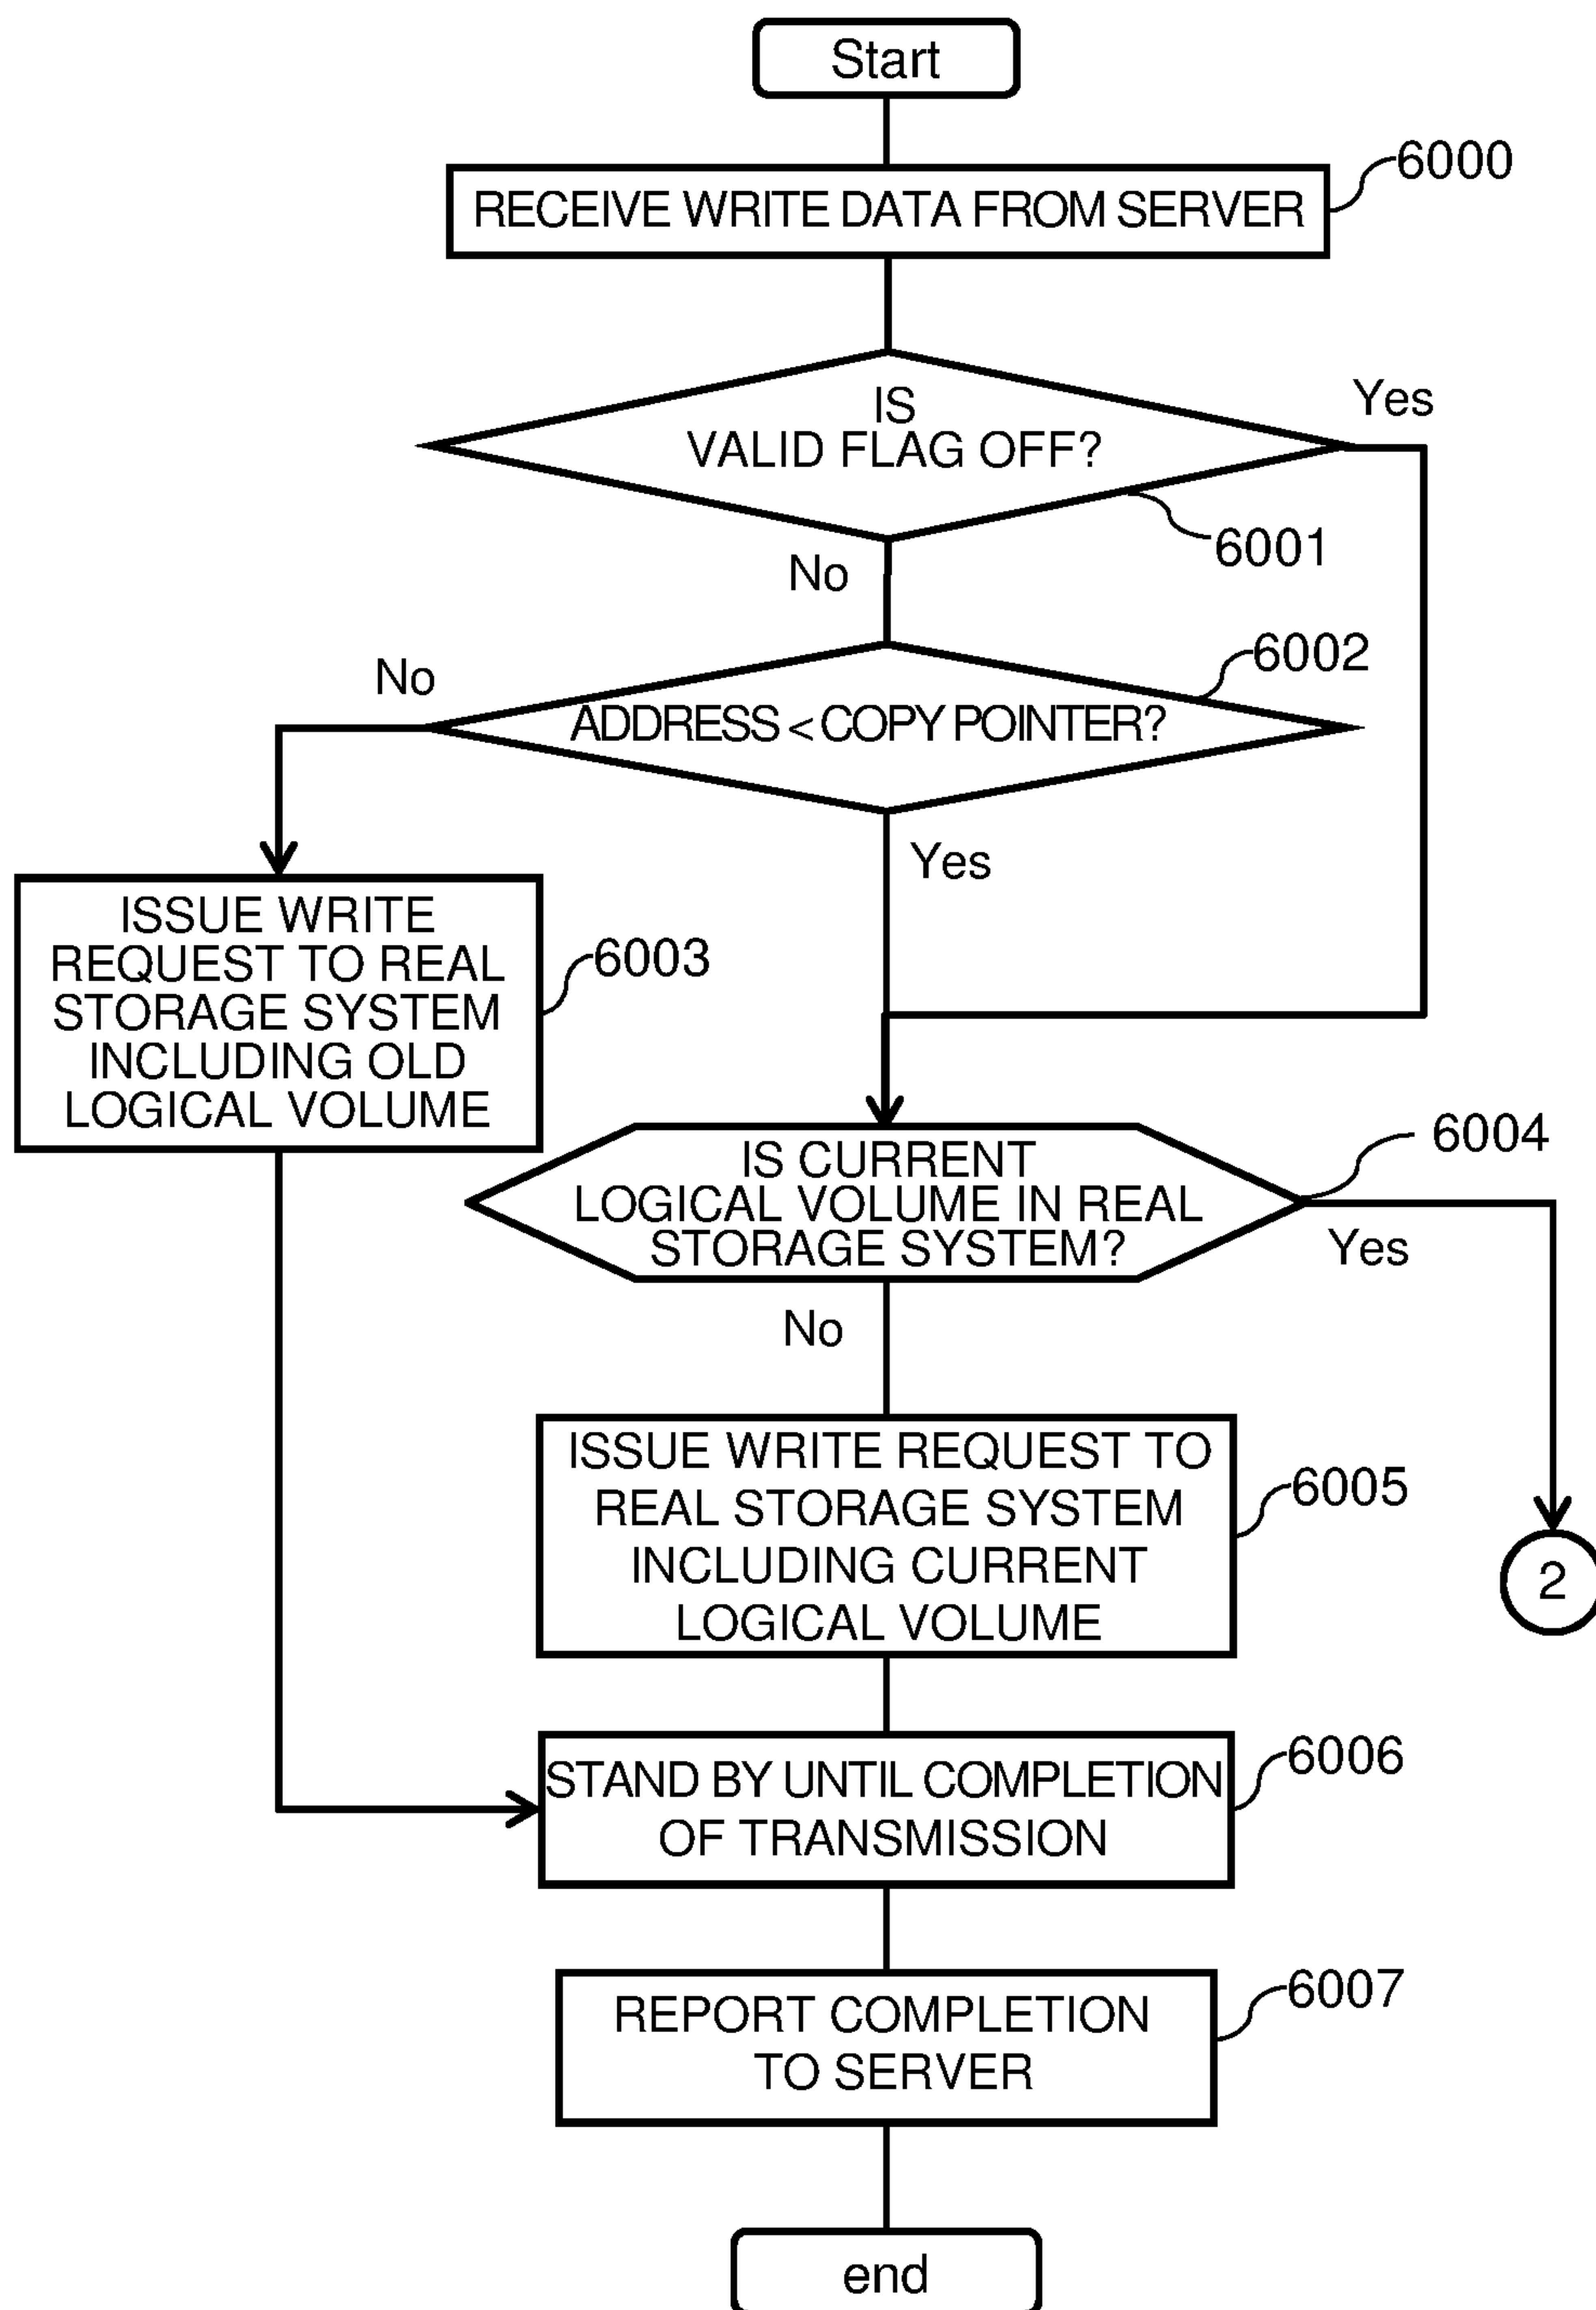 Start
6000
RECEIVE WRITE DATA FROM SERVER
IS
VALID FLAG OFF?
Yes
6001
No
6002
No
ADDRESS < COPY POINTER?
Yes
ISSUE WRITE
REQUEST TO REAL
STORAGE SYSTEM
INCLUDING OLD
LOGICAL VOLUME
6003
6004
IS CURRENT
LOGICAL VOLUME IN REAL
STORAGE SYSTEM?
Yes
No
ISSUE WRITE REQUEST TO
REAL STORAGE SYSTEM
INCLUDING CURRENT
LOGICAL VOLUME
6005
2
STAND BY UNTIL COMPLETION
OF TRANSMISSION
6006
REPORT COMPLETION
TO SERVER
6007
end